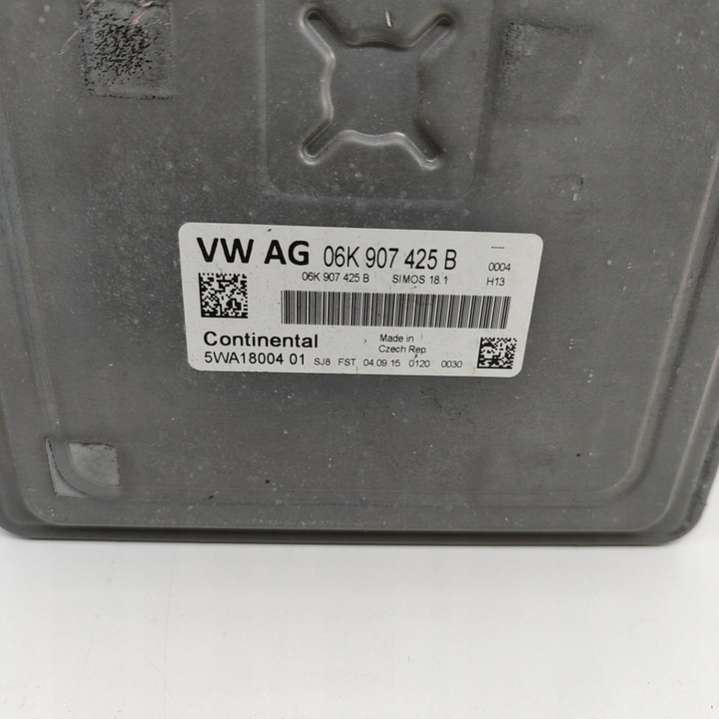 VW AG 06K 907 425 B
06K 907 425 B SIMOS 18.1
0004
H13
Continental
Made in
Czech Rep.
5WA18004 01 SJ8 FST 04.09.15 0120 0030